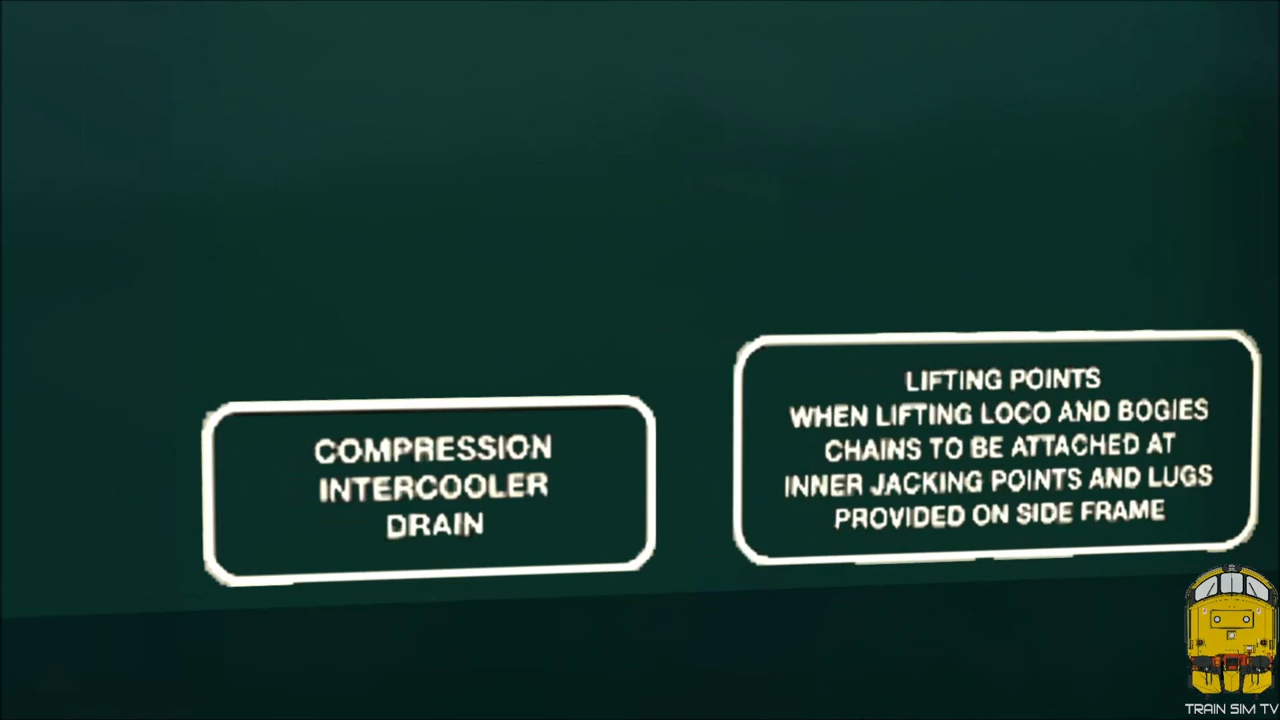 COMPRESSION
INTERCOOLER
DRAIN
LIFTING POINTS
WHEN LIFTING LOCO AND BOGIES
CHAINS TO BE ATTACHED AT
INNER JACKING POINTS AND LUGS
PROVIDED ON SIDE FRAME
TRAIN SIM TV